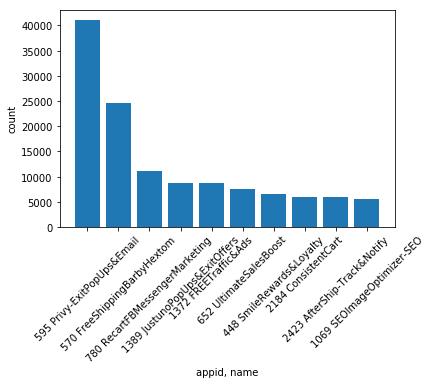 40000
35000
30000
25000
20000
15000
10000
5000
0
count
595 Privy-ExitPopUps&Email
570 FreeShippingBarbyHextom
780 RecartFBMessengerMarketing
1389 JustunoPopUps&ExitOffers
1372 FREETraffic&Ads
652 UltimateSalesBoost
448 SmileRewards&Loyalty
2184 ConsistentCart
2423 AfterShip-Track&Notify
1069 SEOImageOptimizer-SEO
appid, name